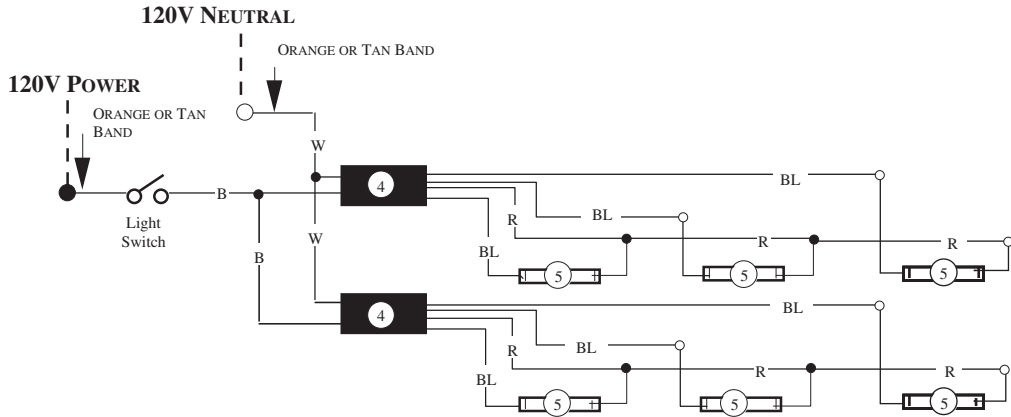 120V NEUTRAL
ORANGE OR TAN BAND
120V POWER
ORANGE OR TAN
BAND
W
4
BL
B
R
BL
R
R
Light
Switch
W
BL
B
5
5
5
4
BL
R
BL
R
R
BL
5
5
5